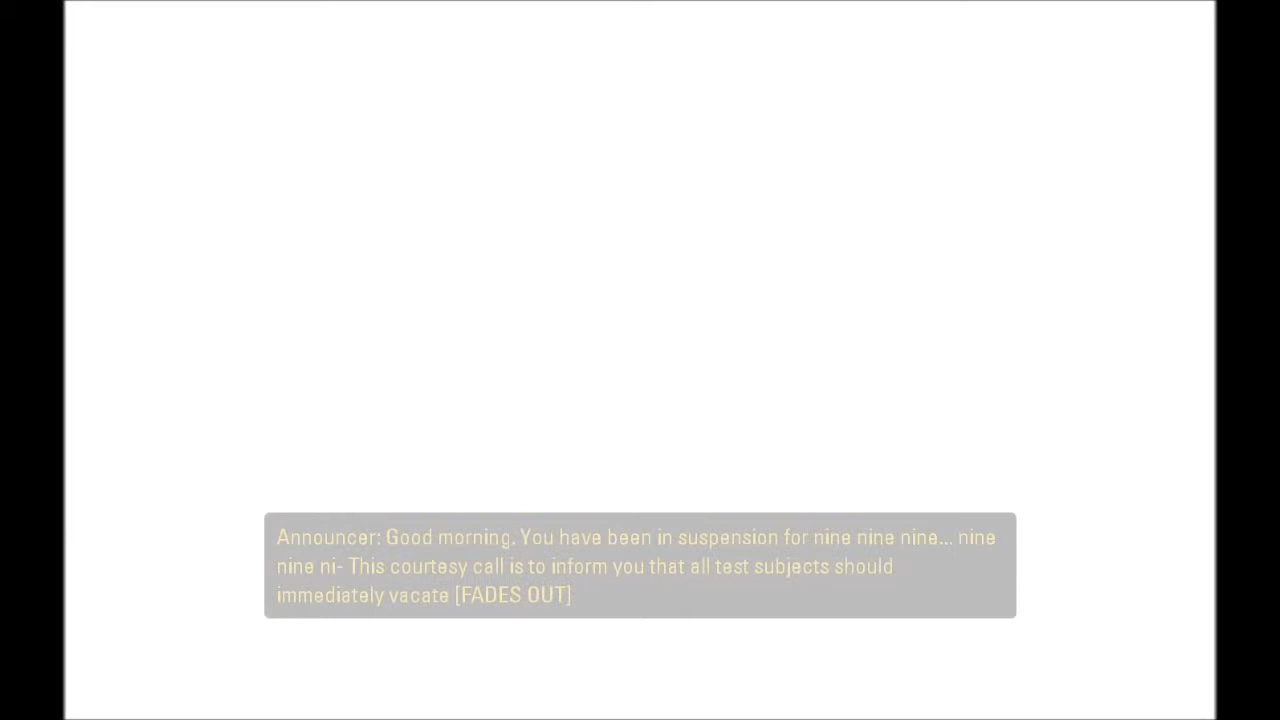 Announcer: Good morning. You have been in suspension for nine nine nine... nine
nine ni- This courtesy call is to inform you that all test subjects should
immediately vacate [FADES OUT]